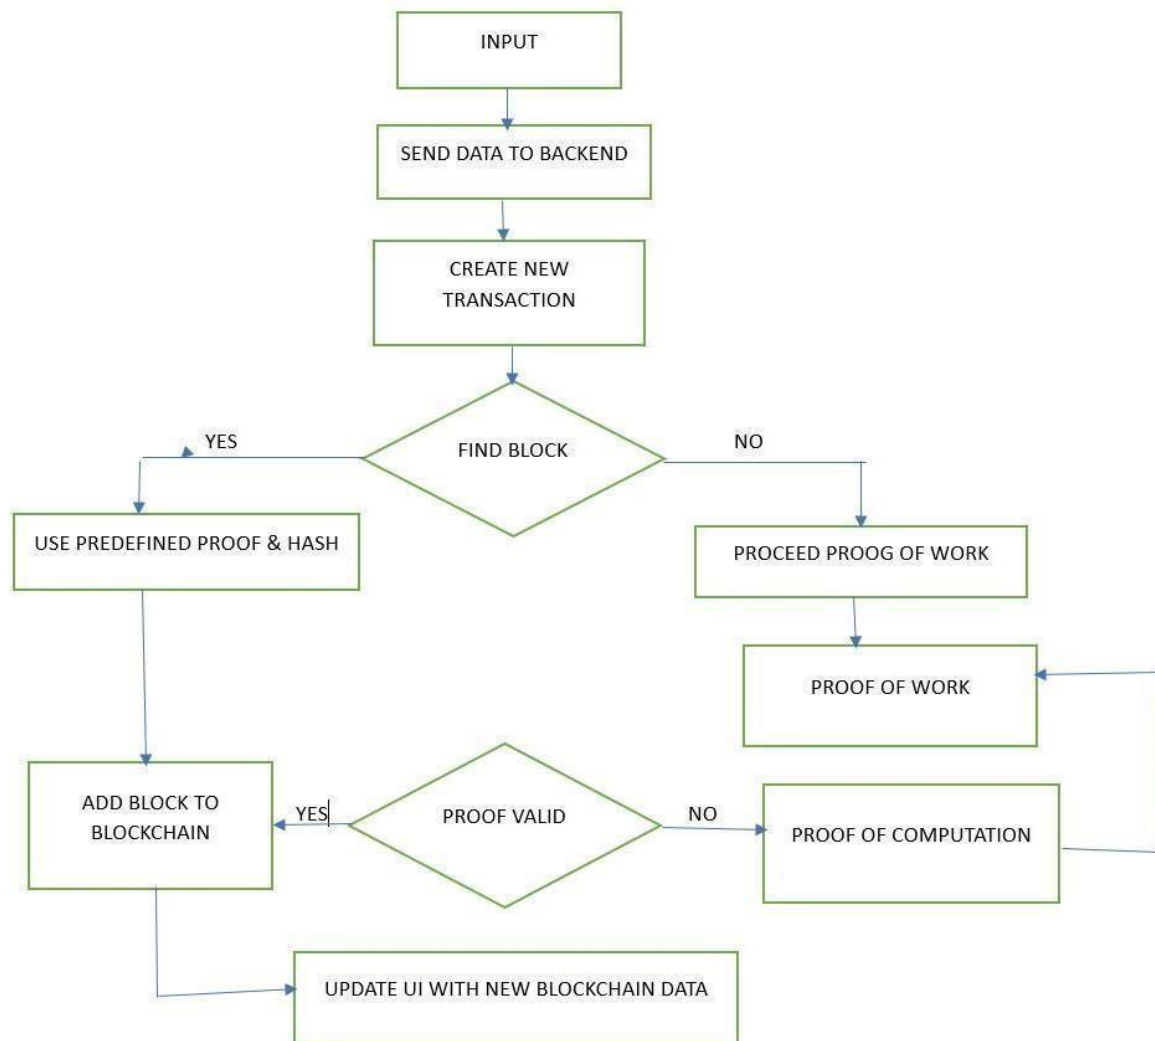 INPUT
SEND DATA TO BACKEND
CREATE NEW
TRANSACTION
FIND BLOCK
YES
NO
USE PREDEFINED PROOF & HASH
PROCEED PROOG OF WORK
PROOF OF WORK
ADD BLOCK TO
BLOCKCHAIN
YES
PROOF VALID
NO
PROOF OF COMPUTATION
UPDATE UI WITH NEW BLOCKCHAIN DATA